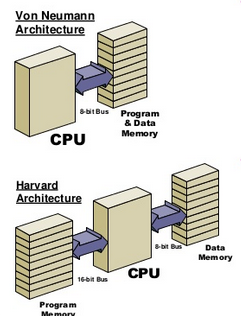 Von Neumann
Architecture
8-bit Bus
Program
& Data
Memory
CPU
Harvard
Architecture
8-bit Bus
Data
Memory
16-bit Bus
CPU
Program
Memory